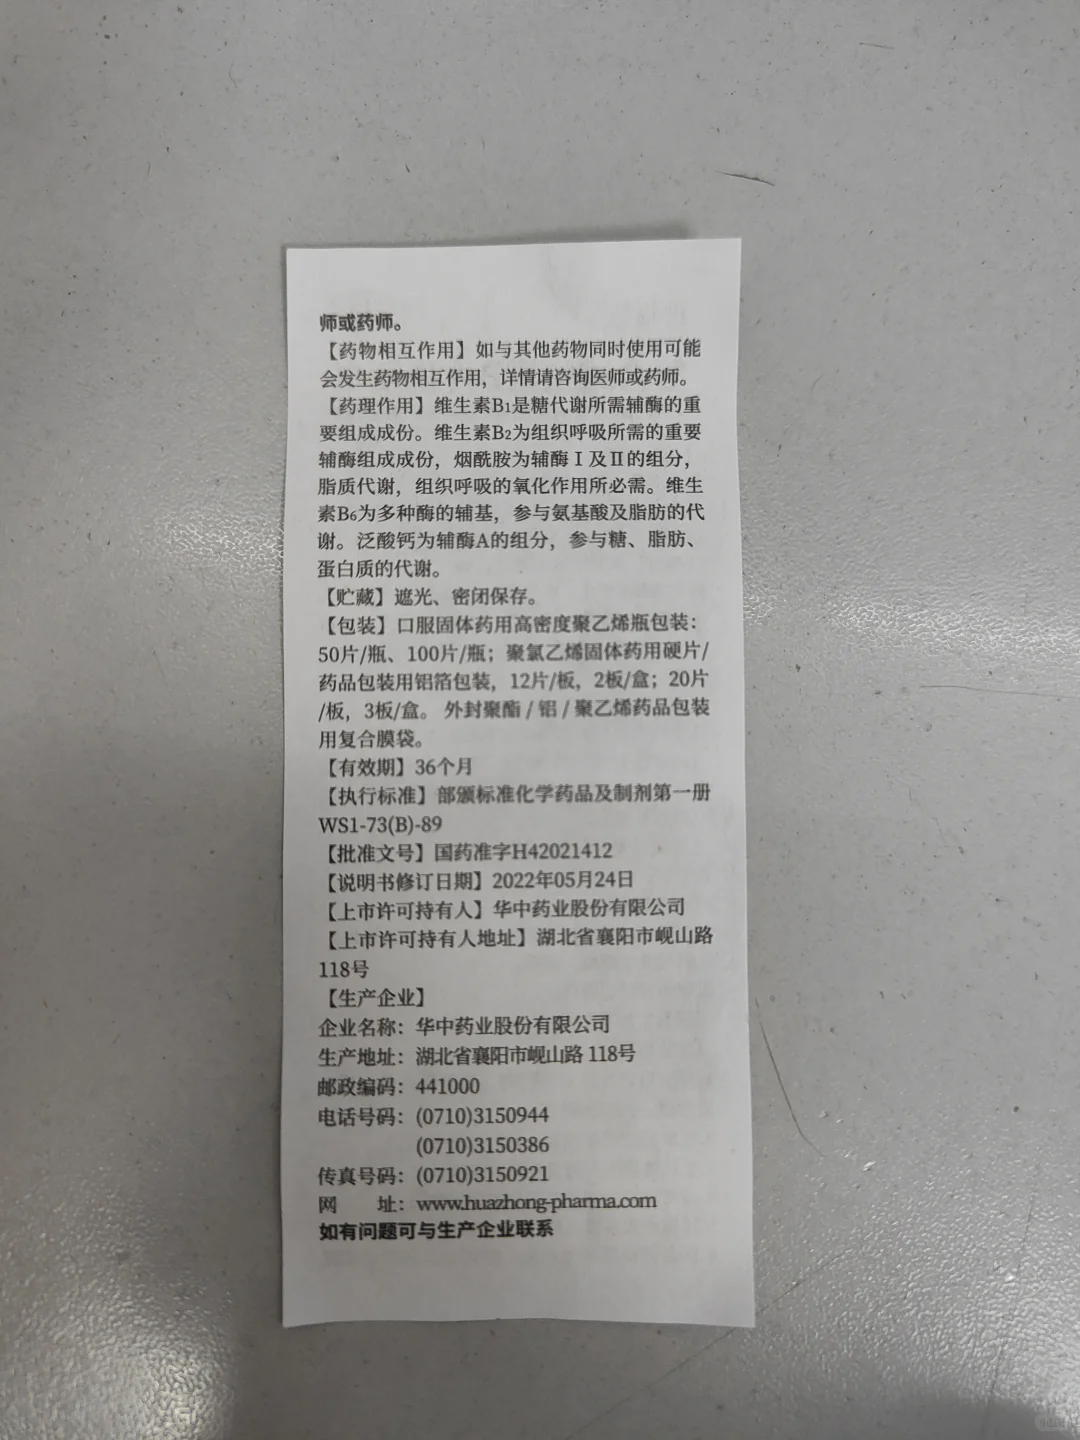 师或药师。
【药物相互作用】如与其他药物同时使用可能
会发生药物相互作用，详情请咨询医师或药师。
【药理作用】维生素B₁是糖代谢所需辅酶的重
要组成成份。维生素B₂为组织呼吸所需的重要
辅酶组成成份，烟酰胺为辅酶Ⅰ及Ⅱ的组分，
脂质代谢，组织呼吸的氧化作用所必需。维生
素B₆为多种酶的辅基，参与氨基酸及脂肪的代
谢。泛酸钙为辅酶A的组分，参与糖、脂肪、
蛋白质的代谢。
【贮藏】遮光、密闭保存。
【包装】口服固体药用高密度聚乙烯瓶包装：
50片/瓶、100片/瓶；聚氯乙烯固体药用硬片/
药品包装用铝箔包装，12片/板，2板/盒；20片
/板，3板/盒。 外封聚酯 / 铝 / 聚乙烯药品包装
用复合膜袋。
【有效期】36个月
【执行标准】部颁标准化学药品及制剂第一册
WS1-73(B)-89
【批准文号】国药准字H42021412
【说明书修订日期】2022年05月24日
【上市许可持有人】华中药业股份有限公司
【上市许可持有人地址】湖北省襄阳市岘山路
118号
【生产企业】
企业名称：华中药业股份有限公司
生产地址：湖北省襄阳市岘山路 118号
邮政编码：441000
电话号码：(0710)3150944
(0710)3150386
传真号码：(0710)3150921
网　　址：www.huazhong-pharma.com
如有问题可与生产企业联系